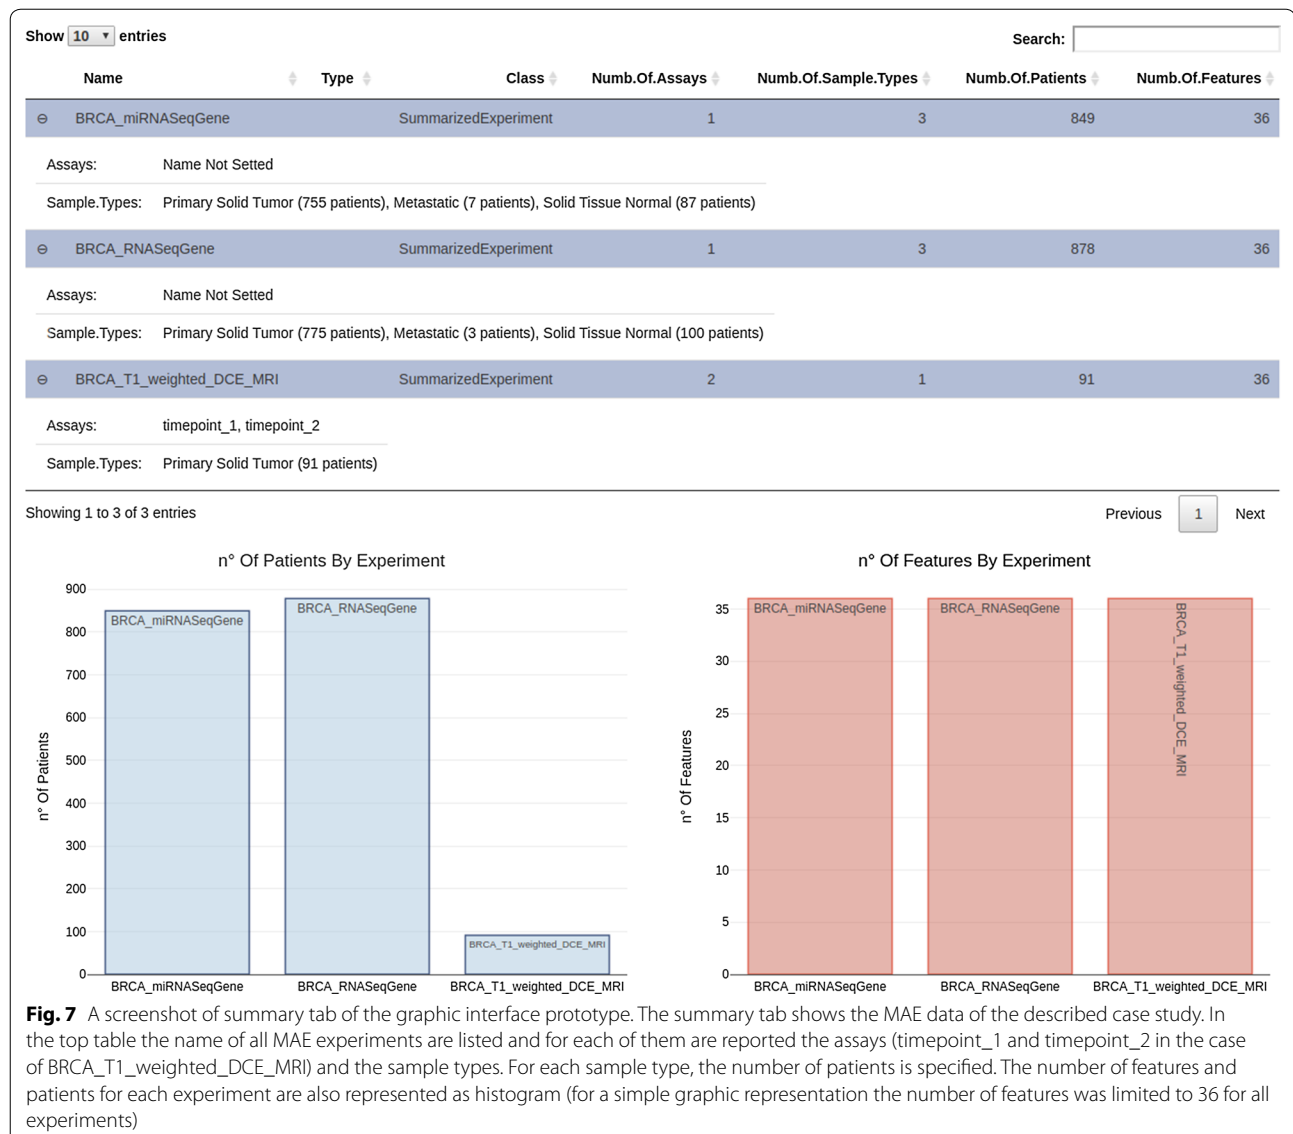 Show 10 entries
Search:
Name Type Class Numb.Of.Assays Numb.Of.Sample.Types Numb.Of.Patients Numb.Of.Features
BRCA_miRNASeqGene SummarizedExperiment 1 3 849 36
Assays: Name Not Setted
Sample.Types: Primary Solid Tumor (755 patients), Metastatic (7 patients), Solid Tissue Normal (87 patients)
BRCA_RNASeqGene SummarizedExperiment 1 3 878 36
Assays: Name Not Setted
Sample.Types: Primary Solid Tumor (775 patients), Metastatic (3 patients), Solid Tissue Normal (100 patients)
BRCA_T1_weighted_DCE_MRI SummarizedExperiment 2 1 91 36
Assays: timepoint_1, timepoint_2
Sample.Types: Primary Solid Tumor (91 patients)
Showing 1 to 3 of 3 entries
Previous 1 Next
n° Of Patients By Experiment
n° Of Patients
900
800
700
600
500
400
300
200
100
0
BRCA_miRNASeqGene
BRCA_RNASeqGene
BRCA_T1_weighted_DCE_MRI
BRCA_miRNASeqGene BRCA_RNASeqGene BRCA_T1_weighted_DCE_MRI
n° Of Features By Experiment
n° Of Features
35
30
25
20
15
10
5
0
BRCA_miRNASeqGene
BRCA_RNASeqGene
BRCA_T1_weighted_DCE_MRI
BRCA_miRNASeqGene BRCA_RNASeqGene BRCA_T1_weighted_DCE_MRI
Fig. 7 A screenshot of summary tab of the graphic interface prototype. The summary tab shows the MAE data of the described case study. In
the top table the name of all MAE experiments are listed and for each of them are reported the assays (timepoint_1 and timepoint_2 in the case
of BRCA_T1_weighted_DCE_MRI) and the sample types. For each sample type, the number of patients is specified. The number of features and
patients for each experiment are also represented as histogram (for a simple graphic representation the number of features was limited to 36 for all
experiments)